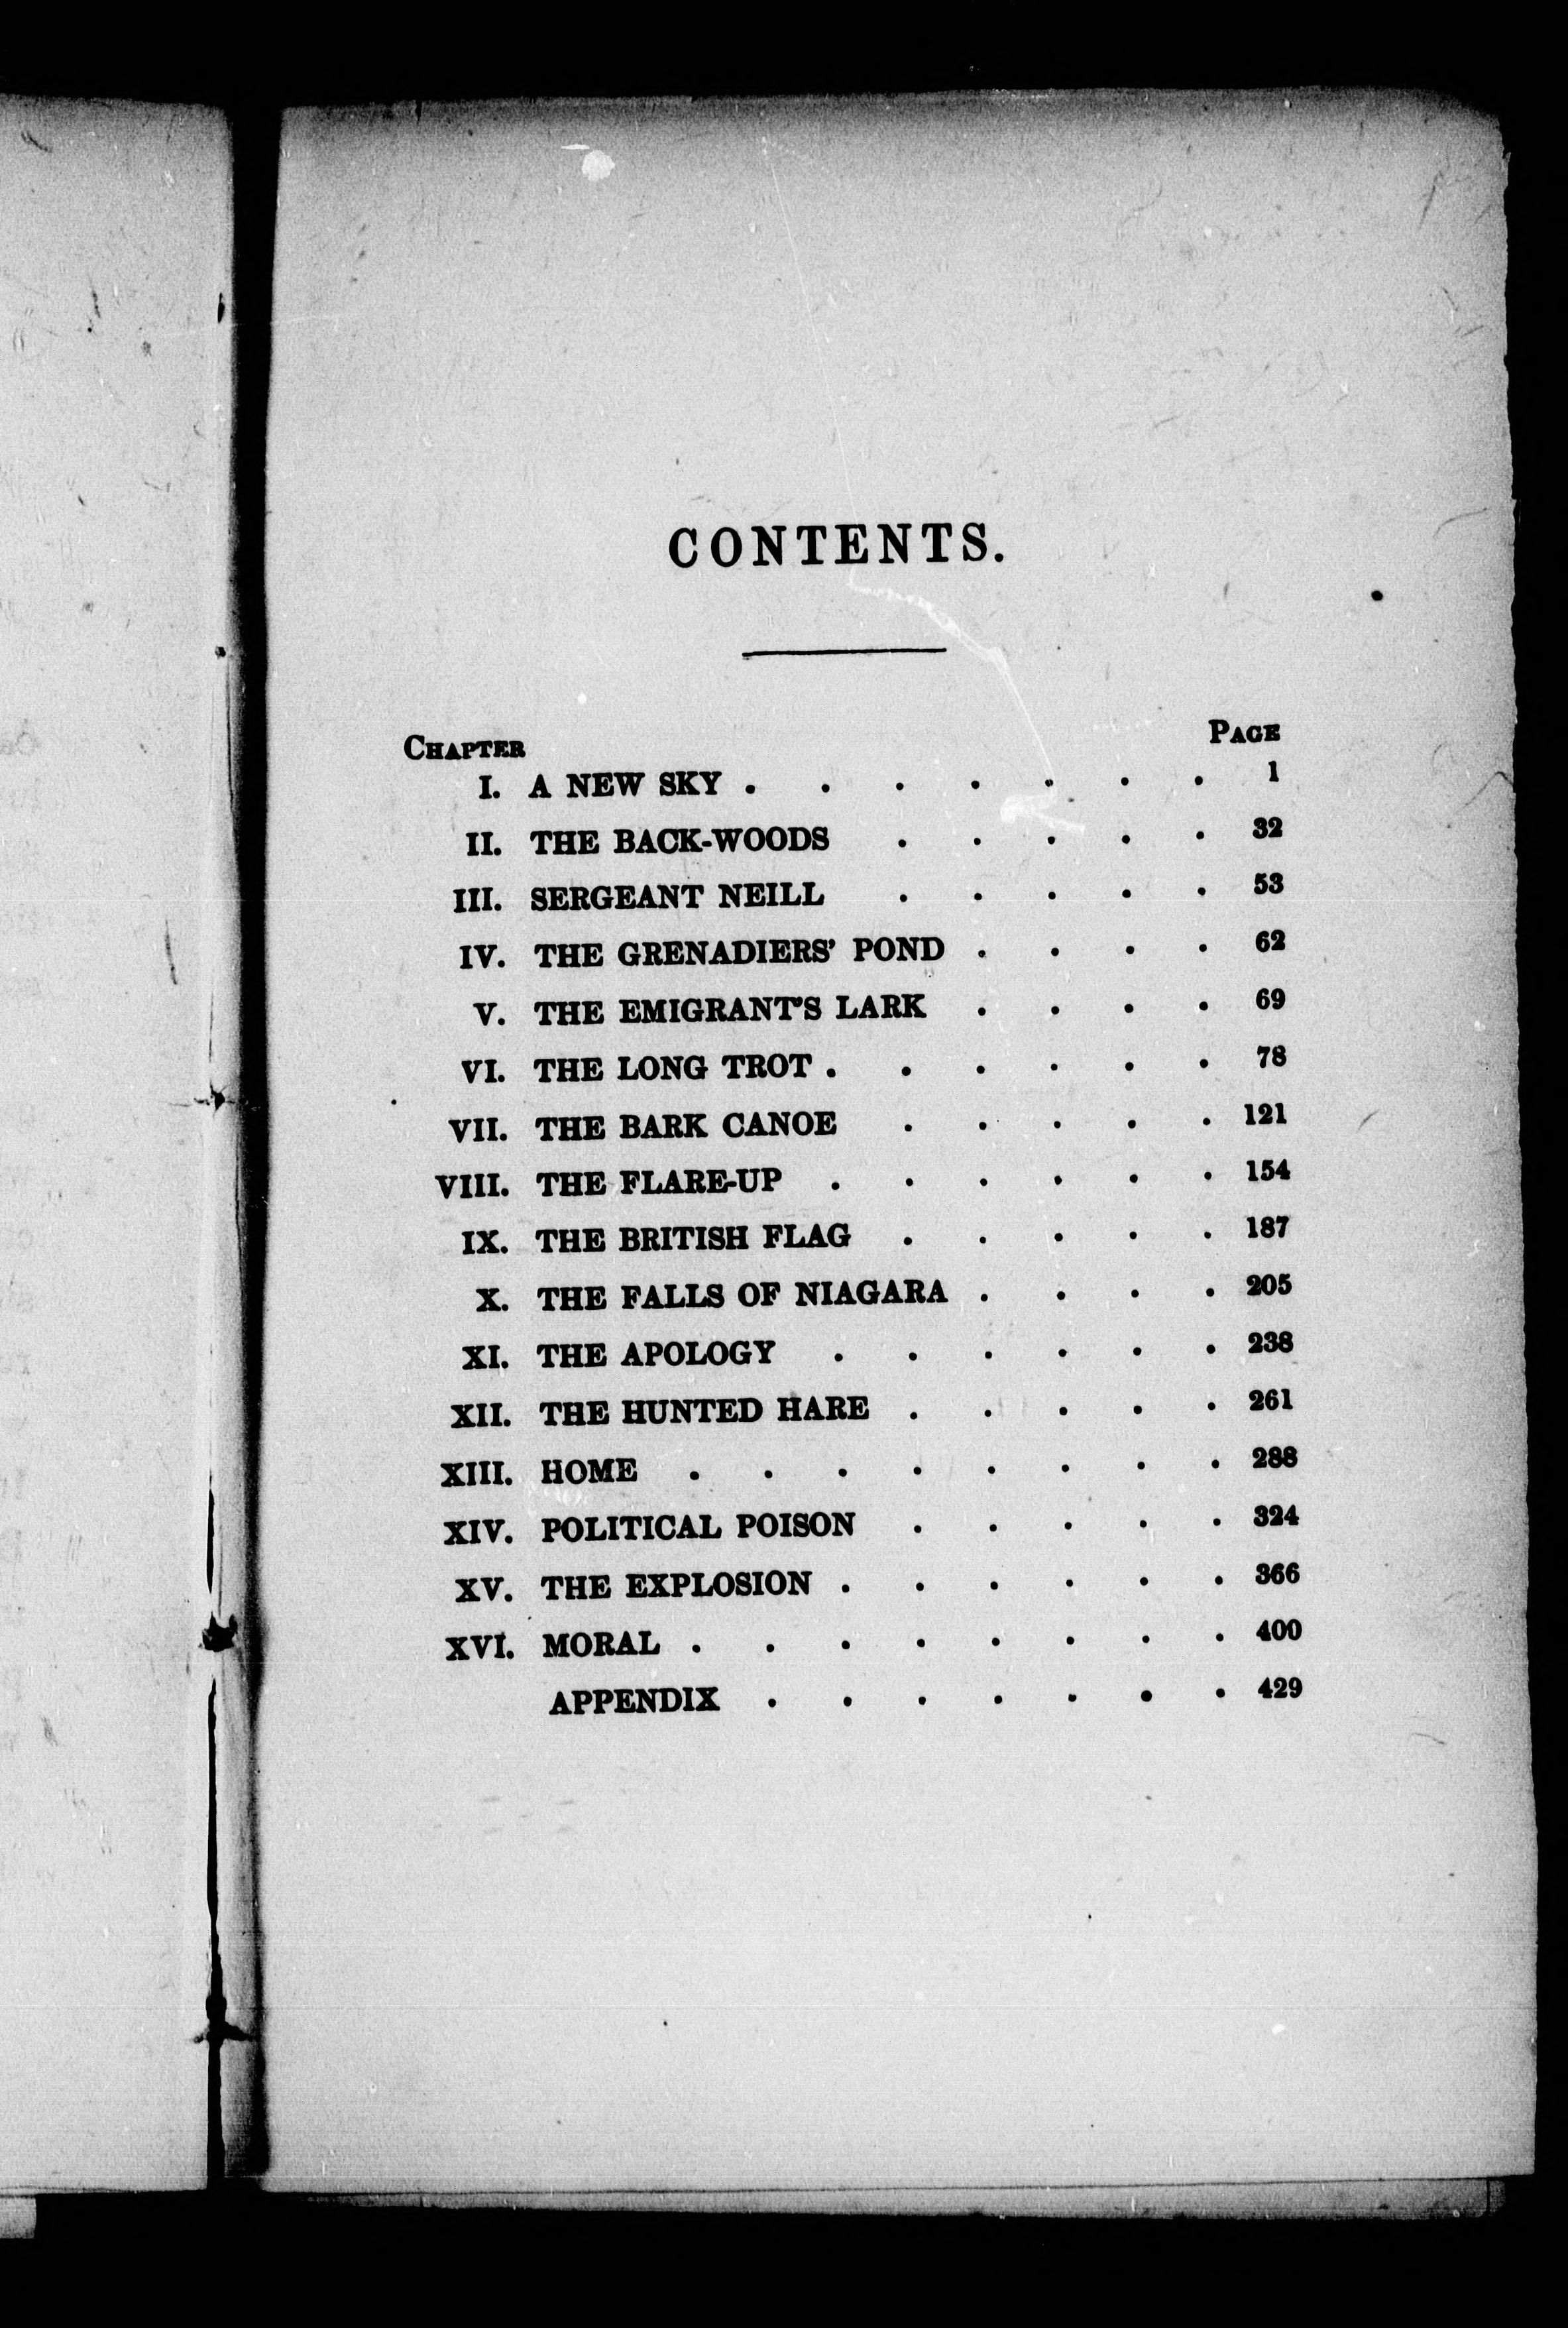 CONTENTS.
CHAPTER PAGE
I. A NEW SKY . . . . . . . 1
II. THE BACK-WOODS . . . . . 32
III. SERGEANT NEILL . . . . . 53
IV. THE GRENADIERS' POND . . . . 62
V. THE EMIGRANT'S LARK . . . . 69
VI. THE LONG TROT . . . . . . 78
VII. THE BARK CANOE . . . . . 121
VIII. THE FLARE-UP . . . . . . 154
IX. THE BRITISH FLAG . . . . . 187
X. THE FALLS OF NIAGARA . . . . 205
XI. THE APOLOGY . . . . . . 238
XII. THE HUNTED HARE . . . . . 261
XIII. HOME . . . . . . . . 288
XIV. POLITICAL POISON . . . . . 324
XV. THE EXPLOSION . . . . . . 366
XVI. MORAL . . . . . . . . 400
APPENDIX . . . . . . . 429